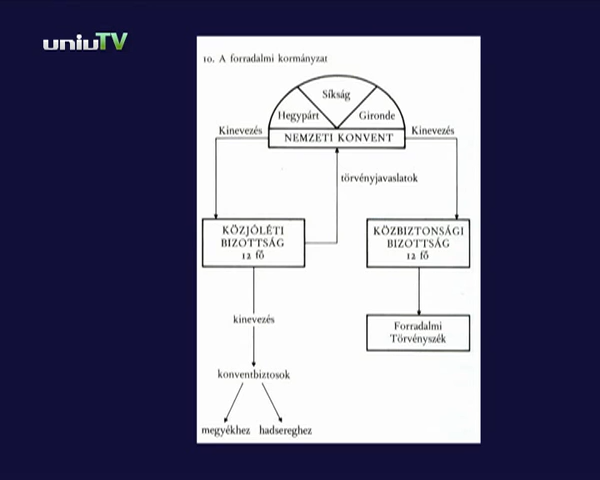 uniuTV
10. A forradalmi kormányzat
Síkság
Hegypárt
Gironde
Kinevezés
NEMZETI KONVENT
Kinevezés
törvényjavaslatok
KÖZJÓLÉTI
BIZOTTSÁG
12 fő
KÖZBIZTONSÁGI
BIZOTTSÁG
12 fő
kinevezés
Forradalmi
Törvényszék
konventbiztosok
megyékhez
hadsereghez